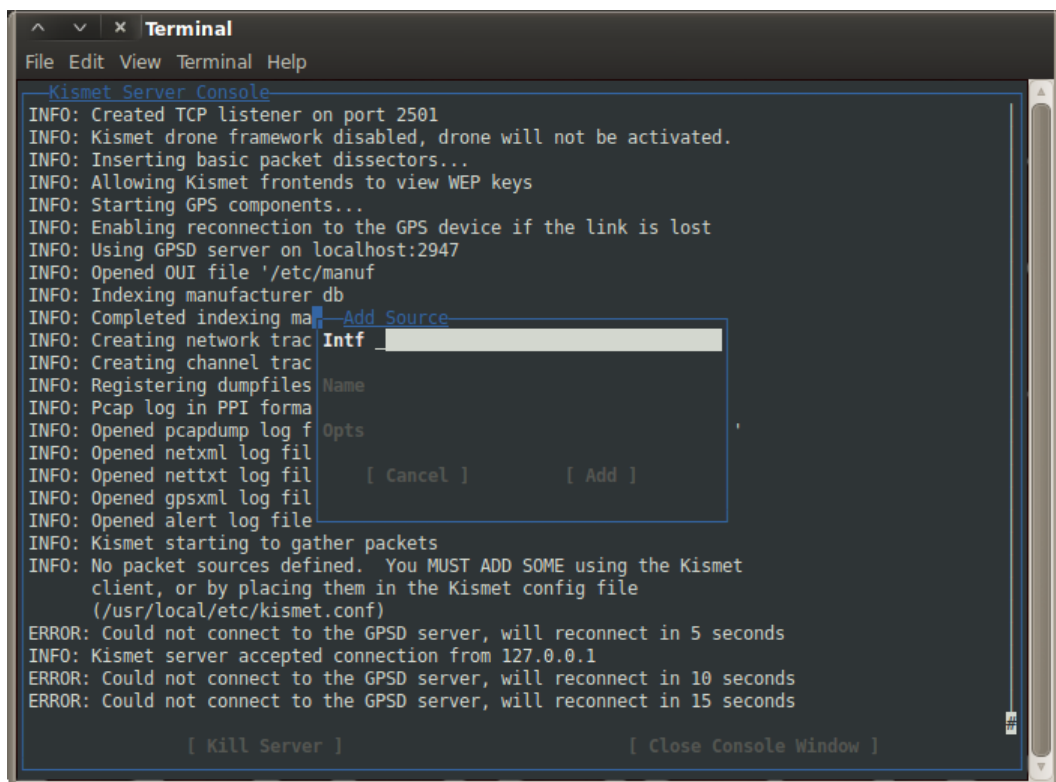 Terminal
File Edit View Terminal Help
Kismet Server Console
INFO: Created TCP listener on port 2501
INFO: Kismet drone framework disabled, drone will not be activated.
INFO: Inserting basic packet dissectors...
INFO: Allowing Kismet frontends to view WEP keys
INFO: Starting GPS components...
INFO: Enabling reconnection to the GPS device if the link is lost
INFO: Using GPSD server on localhost:2947
INFO: Opened OUI file '/etc/manuf
INFO: Indexing manufacturer db
INFO: Completed indexing ma Add Source
INFO: Creating network trac Intf _
INFO: Creating channel trac
INFO: Registering dumpfiles Name
INFO: Pcap log in PPI forma
INFO: Opened pcapdump log f Opts '
INFO: Opened netxml log fil
INFO: Opened nettxt log fil [ Cancel ] [ Add ]
INFO: Opened gpsxml log fil
INFO: Opened alert log file
INFO: Kismet starting to gather packets
INFO: No packet sources defined. You MUST ADD SOME using the Kismet
client, or by placing them in the Kismet config file
(/usr/local/etc/kismet.conf)
ERROR: Could not connect to the GPSD server, will reconnect in 5 seconds
INFO: Kismet server accepted connection from 127.0.0.1
ERROR: Could not connect to the GPSD server, will reconnect in 10 seconds
ERROR: Could not connect to the GPSD server, will reconnect in 15 seconds
#
[ Kill Server ] [ Close Console Window ]